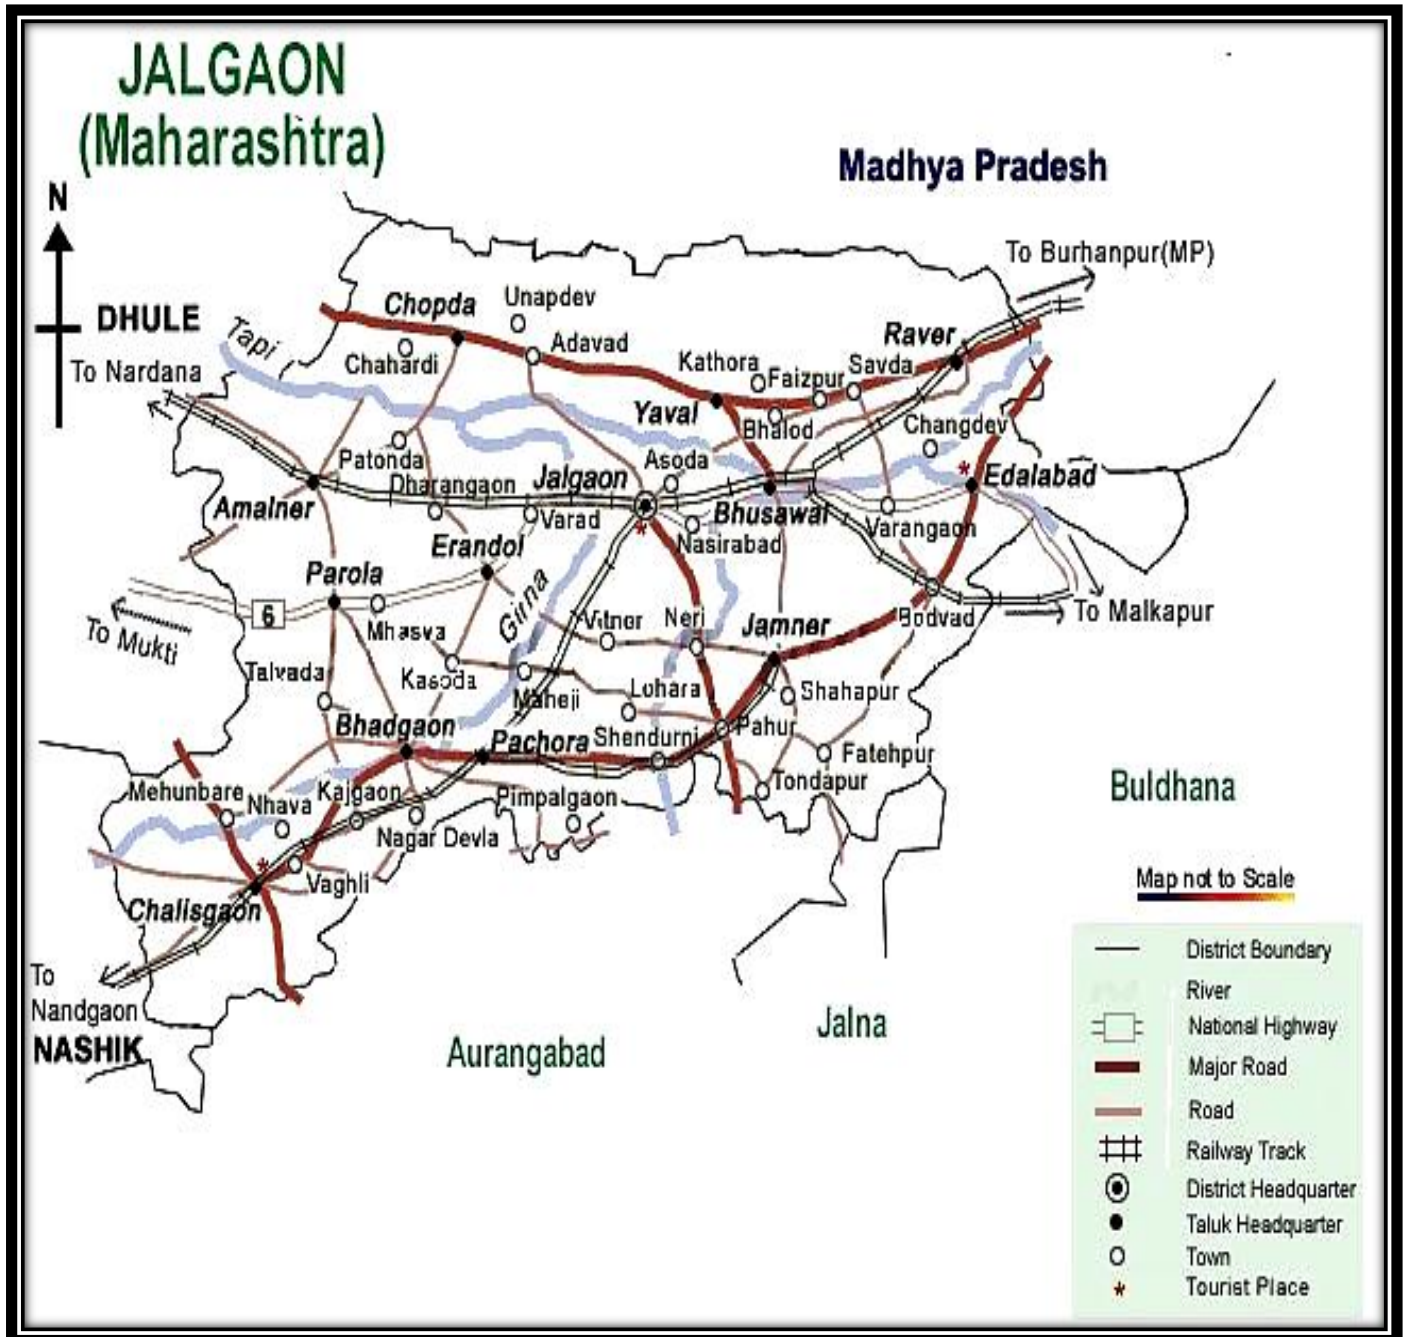 JALGAON
(Maharashtra)
Madhya Pradesh
N
To Burhanpur(MP)
DHULE
Tapi
Chopda
Unapdev
Adavad
Chahardi
Raver
To Nardana
Kathora
Faizpur
Savda
Yaval
Bhalod
Changdev
Patonda
Asoda
Dharangaon
Jalgaon
Edalabad
Amalner
Varad
Bhusawal
Varangaon
Nasirabad
Erandol
Parola
6
Girna
To Malkapur
To Mukti
Mhasva
Vitner
Neri
Jamner
Bodvad
Talvada
Kasoda
Maheji
Lohara
Shahapur
Bhadgaon
Pachora
Shendurni
Pahur
Fatehpur
Mehunbare
Nhava
Kajgaon
Pimpalgaon
Tondapur
Buldhana
Nagar Devla
Vaghli
Map not to Scale
Chalisgaon
To
Nandgaon
NASHIK
Aurangabad
Jalna
District Boundary
River
National Highway
Major Road
Road
Railway Track
District Headquarter
Taluk Headquarter
Town
Tourist Place